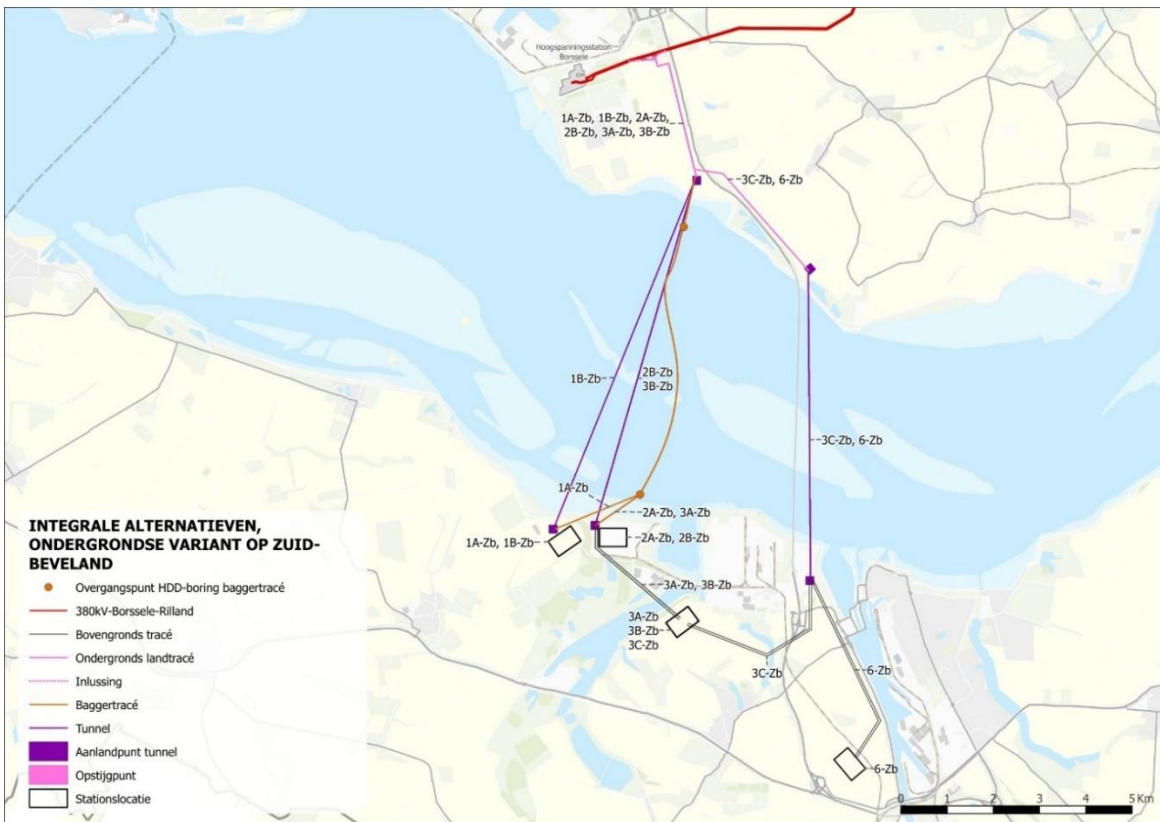 Hoogspanningsstation
Borssele
1A-Zb, 1B-Zb, 2A-Zb,
2B-Zb, 3A-Zb, 3B-Zb
3C-Zb, 6-Zb
1B-Zb
2B-Zb
3B-Zb
3C-Zb, 6-Zb
1A-Zb
2A-Zb, 3A-Zb
1A-Zb, 1B-Zb
2A-Zb, 2B-Zb
3A-Zb, 3B-Zb
3A-Zb
3B-Zb
3C-Zb
3C-Zb
6-Zb
6-Zb
INTEGRALE ALTERNATIEVEN,
ONDERGRONDSE VARIANT OP ZUID-
BEVELAND
Overgangspunt HDD-boring baggertracé
380kV-Borssele-Rilland
Bovengronds tracé
Ondergronds landtracé
Inlussing
Baggertracé
Tunnel
Aanlandpunt tunnel
Opstijgpunt
Stationslocatie
0 1 2 3 4 5 Km